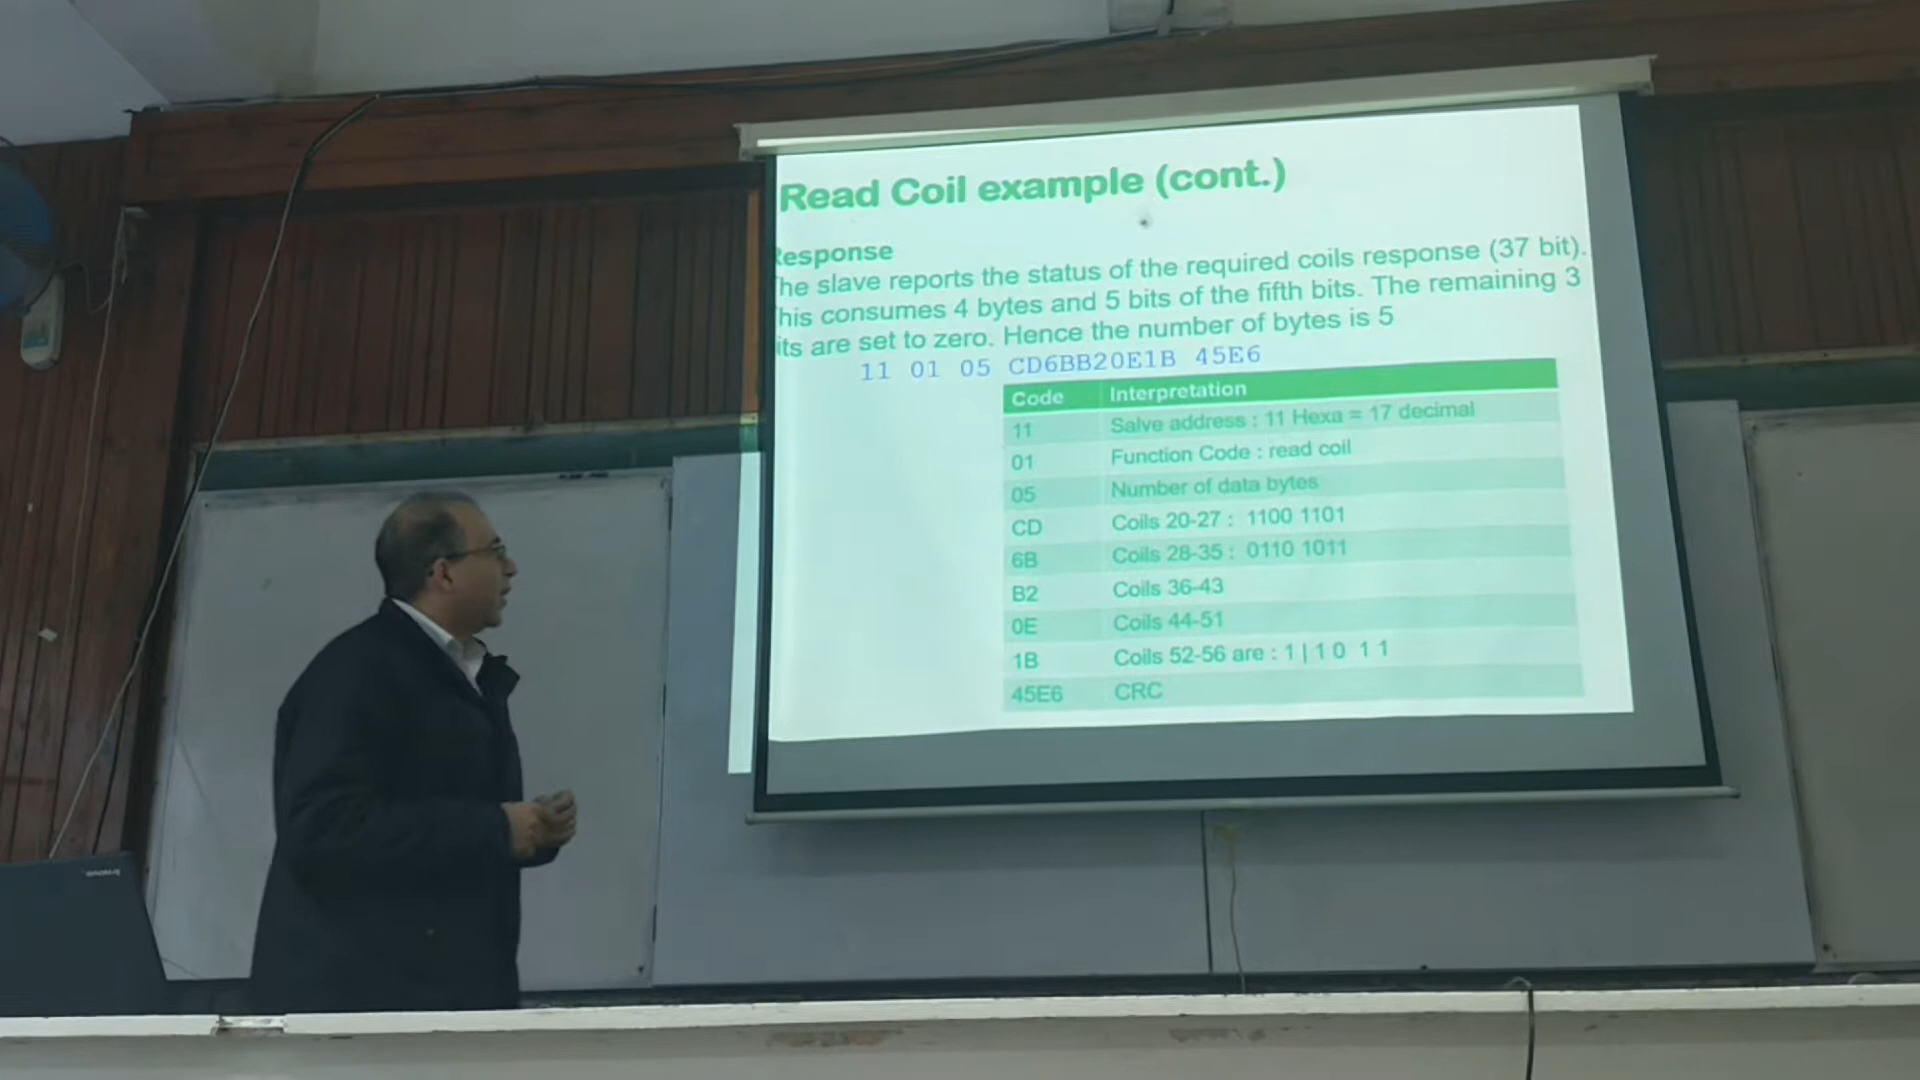 Read Coil example (cont.)
Response
The slave reports the status of the required coils response (37 bit).
This consumes 4 bytes and 5 bits of the fifth bits. The remaining 3
its are set to zero. Hence the number of bytes is 5
11 01 05 CD6BB20E1B 45E6
Code Interpretation
11 Salve address : 11 Hexa = 17 decimal
01 Function Code : read coil
05 Number of data bytes
CD Coils 20-27 : 1100 1101
6B Coils 28-35 : 0110 1011
B2 Coils 36-43
0E Coils 44-51
1B Coils 52-56 are : 1 | 1 0 1 1
45E6 CRC